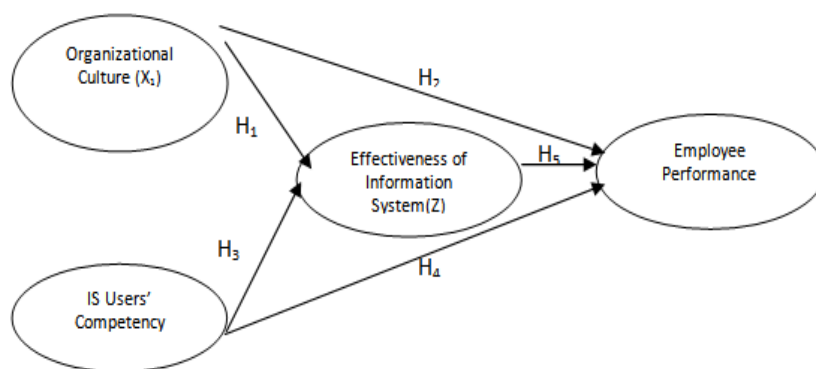 Organizational
Culture (X₁)
H₂
H₁
Effectiveness of
Information
System(Z)
H₅
Employee
Performance
H₃
H₄
IS Users'
Competency